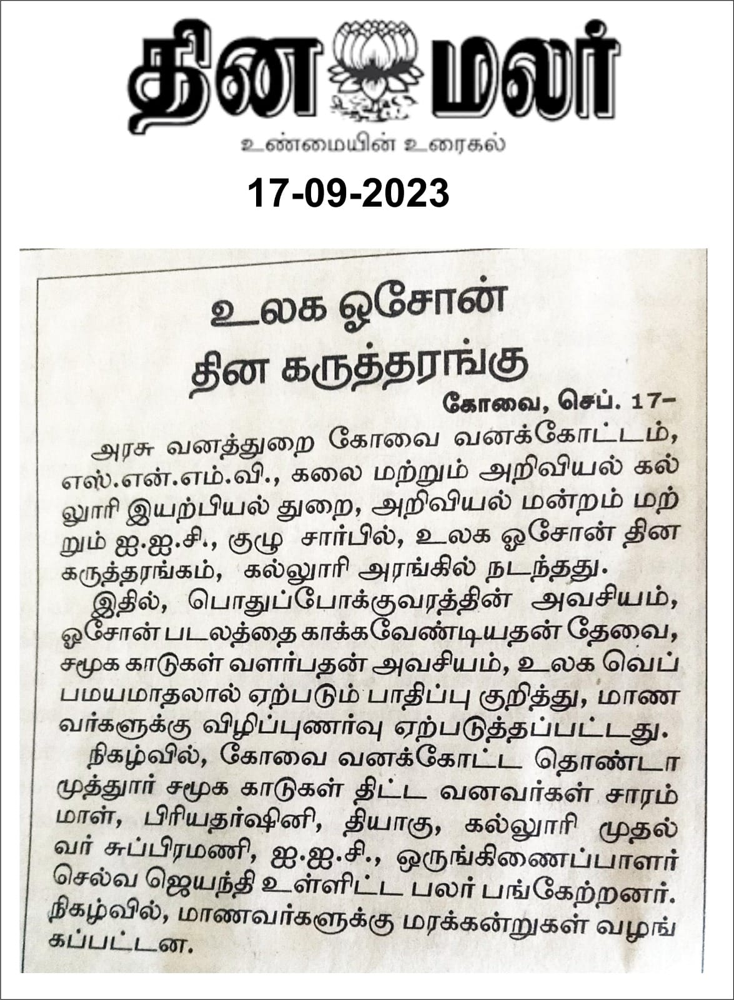 தின மலர்
உண்மையின் உரைகல்
17-09-2023
உலக ஓசோன்
தின கருத்தரங்கு
கோவை, செப். 17–
அரசு வனத்துறை கோவை வனக்கோட்டம்,
எஸ்.என்.எம்.வி., கலை மற்றும் அறிவியல் கல்
லூரி இயற்பியல் துறை, அறிவியல் மன்றம் மற்
றும் ஐ.ஐ.சி., குழு சார்பில், உலக ஓசோன் தின
கருத்தரங்கம், கல்லூரி அரங்கில் நடந்தது.
இதில், பொதுப்போக்குவரத்தின் அவசியம்,
ஓசோன் படலத்தை காக்கவேண்டியதன் தேவை,
சமூக காடுகள் வளர்பதன் அவசியம், உலக வெப்
பமயமாதலால் ஏற்படும் பாதிப்பு குறித்து, மாண
வர்களுக்கு விழிப்புணர்வு ஏற்படுத்தப்பட்டது.
நிகழ்வில், கோவை வனக்கோட்ட தொண்டா
முத்தூர் சமூக காடுகள் திட்ட வனவர்கள் சாரம்
மாள், பிரியதர்ஷினி, தியாகு, கல்லூரி முதல்
வர் சுப்பிரமணி, ஐ.ஐ.சி., ஒருங்கிணைப்பாளர்
செல்வ ஜெயந்தி உள்ளிட்ட பலர் பங்கேற்றனர்.
நிகழ்வில், மாணவர்களுக்கு மரக்கன்றுகள் வழங்
கப்பட்டன.